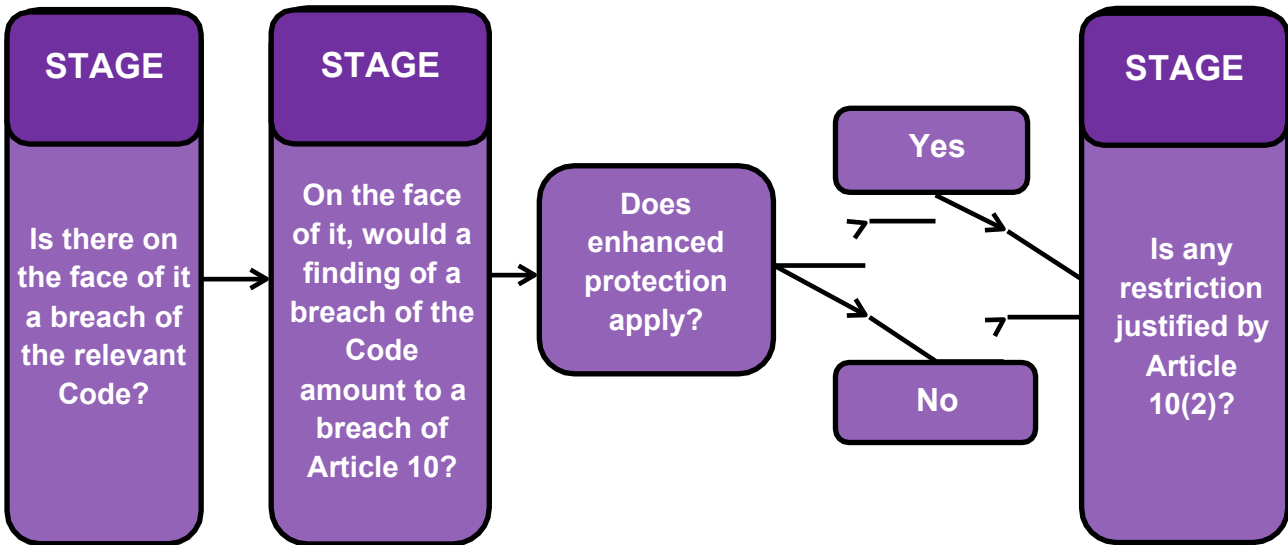 STAGE
Is there on
the face of it
a breach of
the relevant
Code?
STAGE
On the face
of it, would a
finding of a
breach of the
Code
amount to a
breach of
Article 10?
Does
enhanced
protection
apply?
Yes
No
STAGE
Is any
restriction
justified by
Article
10(2)?